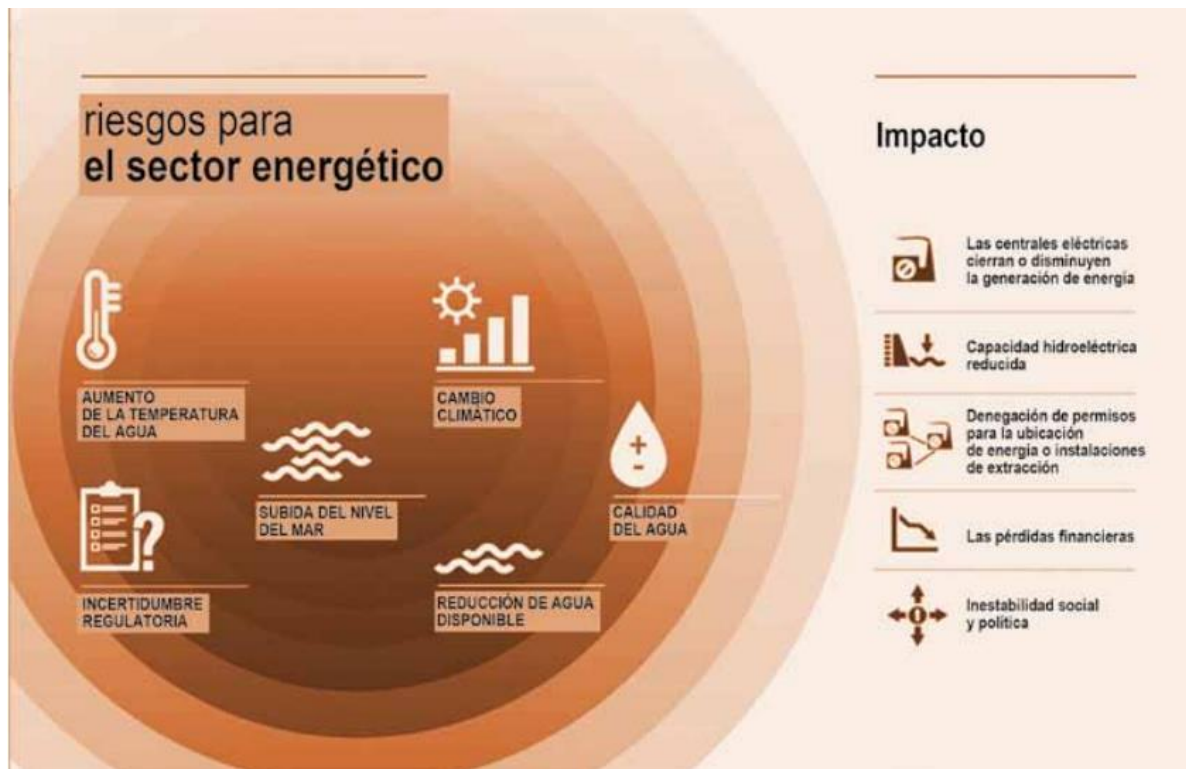 riesgos para
el sector energético
AUMENTO
DE LA TEMPERATURA
DEL AGUA
CAMBIO
CLIMÁTICO
SUBIDA DEL NIVEL
DEL MAR
CALIDAD
DEL AGUA
INCERTIDUMBRE
REGULATORIA
REDUCCIÓN DE AGUA
DISPONIBLE
Impacto
Las centrales eléctricas
cierran o disminuyen
la generación de energía
Capacidad hidroeléctrica
reducida
Denegación de permisos
para la ubicación
de energía o instalaciones
de extracción
Las pérdidas financieras
Inestabilidad social
y política